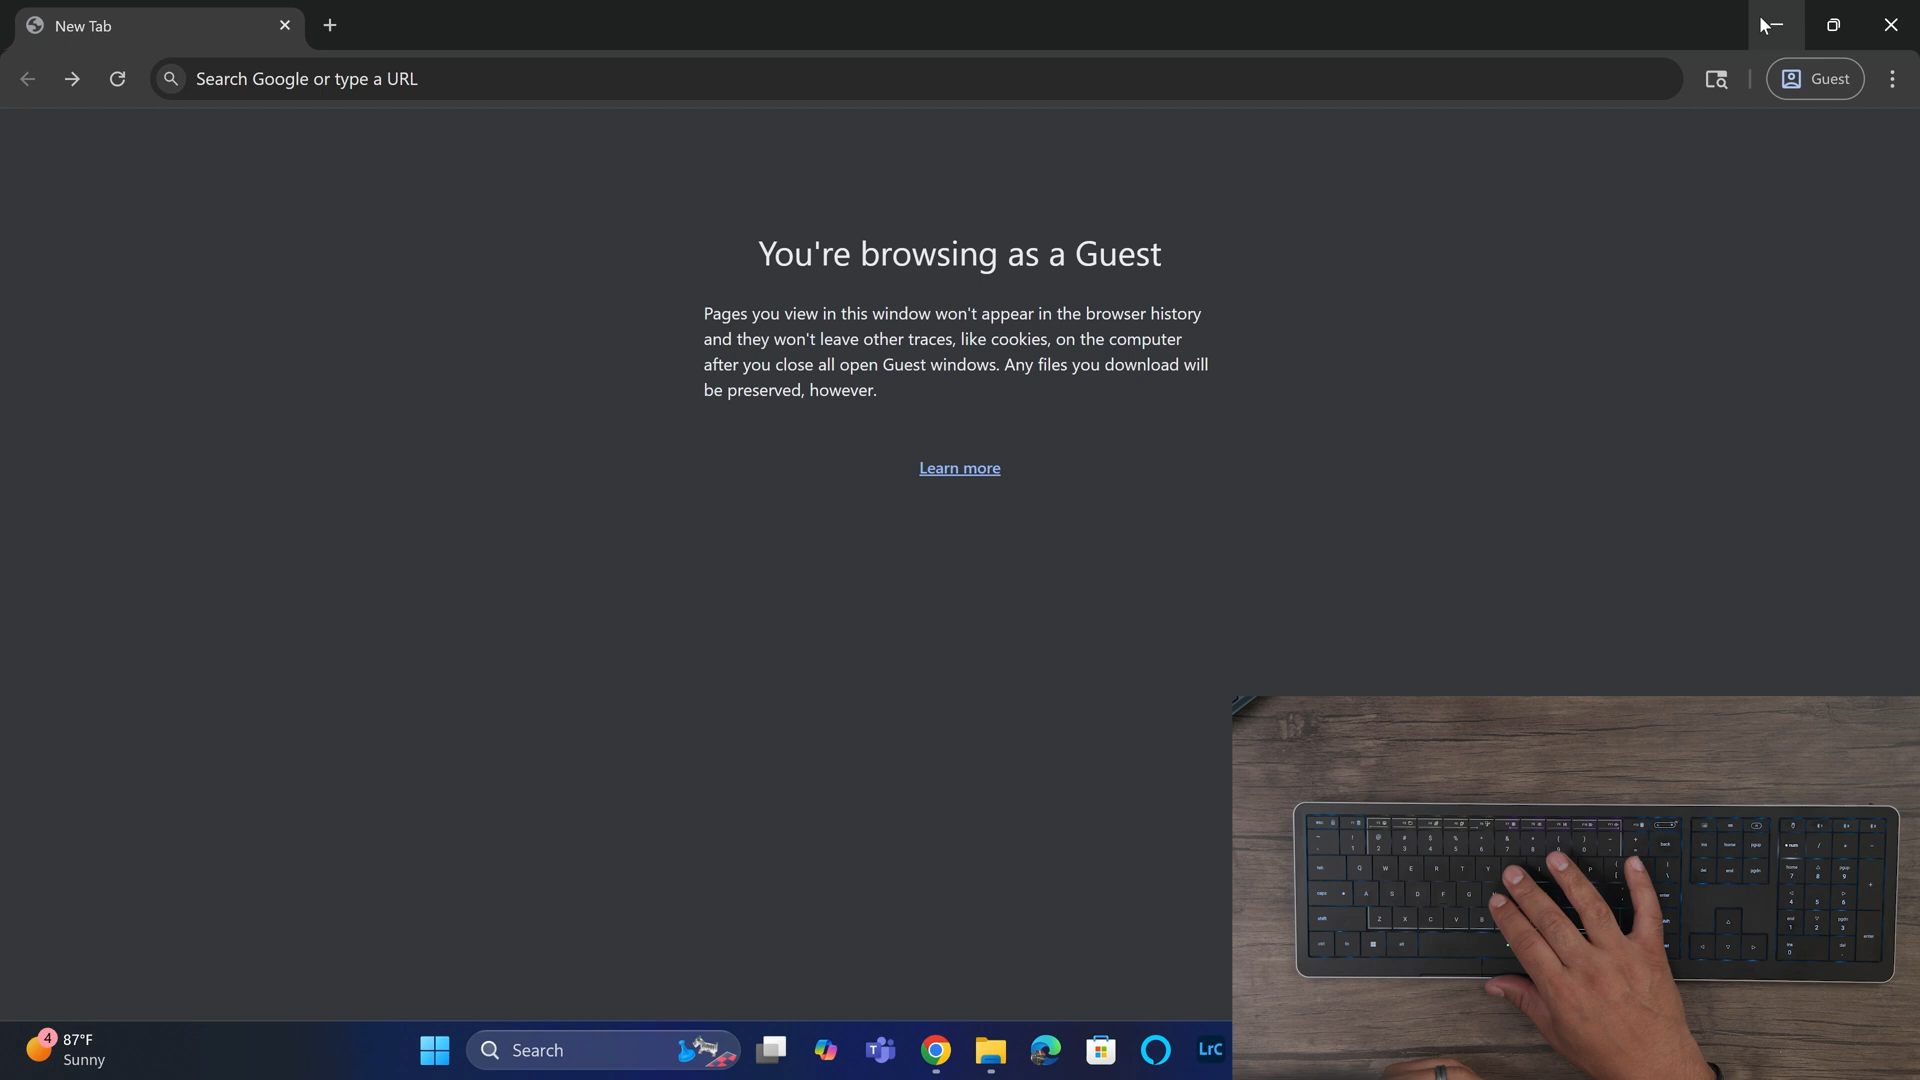 New Tab
Search Google or type a URL
Guest
You're browsing as a Guest
Pages you view in this window won't appear in the browser history
and they won't leave other traces, like cookies, on the computer
after you close all open Guest windows. Any files you download will
be preserved, however.
Learn more
4
87°F
Sunny
Search
LrC